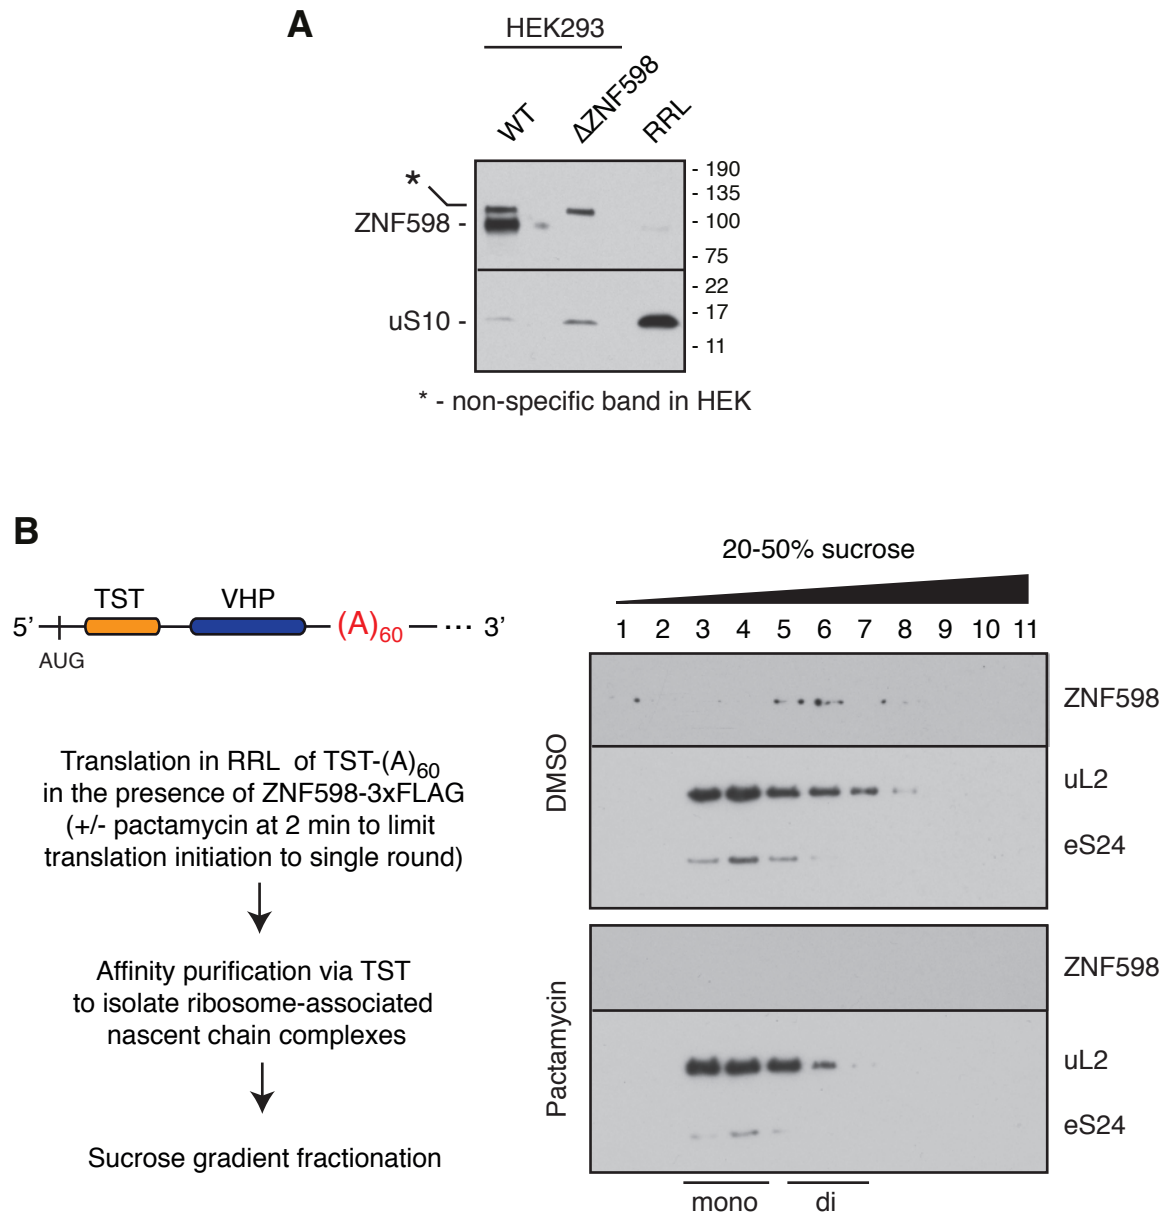 A
HEK293
WT
ΔZNF598
RRL
*
ZNF598 -
uS10 -
- 190
- 135
- 100
- 75
- 22
- 17
- 11
* - non-specific band in HEK
B
TST
VHP
5’
AUG
(A)60
... 3’
Translation in RRL of TST-(A)60
in the presence of ZNF598-3xFLAG
(+/- pactamycin at 2 min to limit
translation initiation to single round)
Affinity purification via TST
to isolate ribosome-associated
nascent chain complexes
Sucrose gradient fractionation
20-50% sucrose
1 2 3 4 5 6 7 8 9 10 11
DMSO
ZNF598
uL2
eS24
Pactamycin
ZNF598
uL2
eS24
mono
di